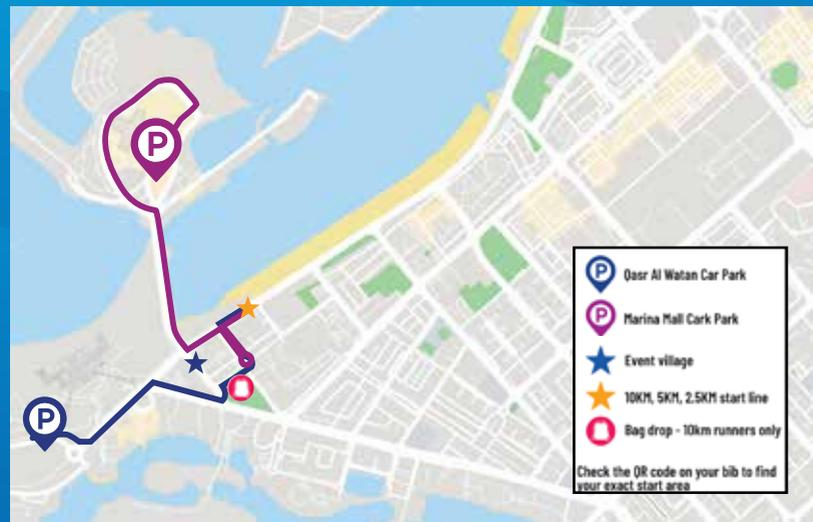 P
P
P Qasr Al Watan Car Park
P Marina Mall Cark Park
Event village
10KM, 5KM, 2.5KM start line
Bag drop - 10km runners only
Check the QR code on your bib to find
your exact start area